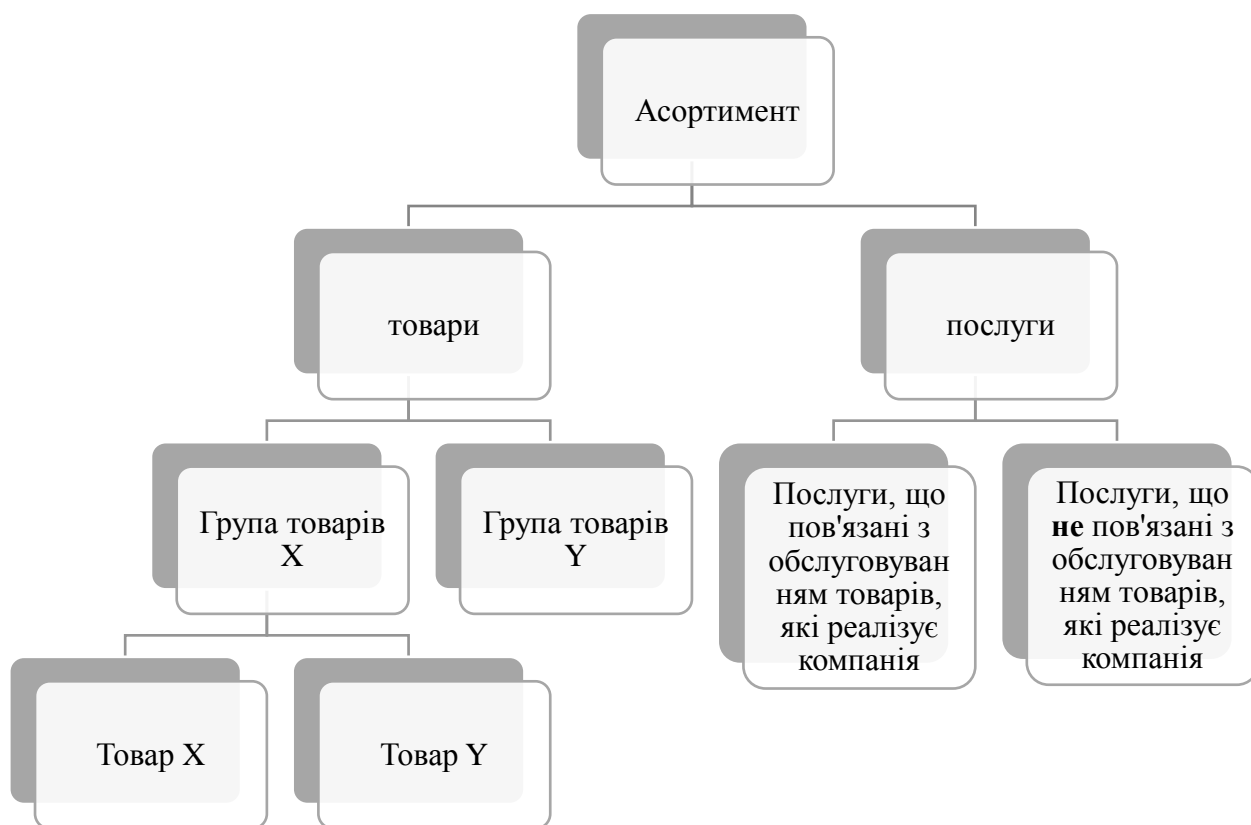 Асортимент
товари
послуги
Група товарів
X
Група товарів
Y
Послуги, що
пов'язані з
обслуговуван
ням товарів,
які реалізує
компанія
Послуги, що
не пов'язані з
обслуговуван
ням товарів,
які реалізує
компанія
Товар X
Товар Y